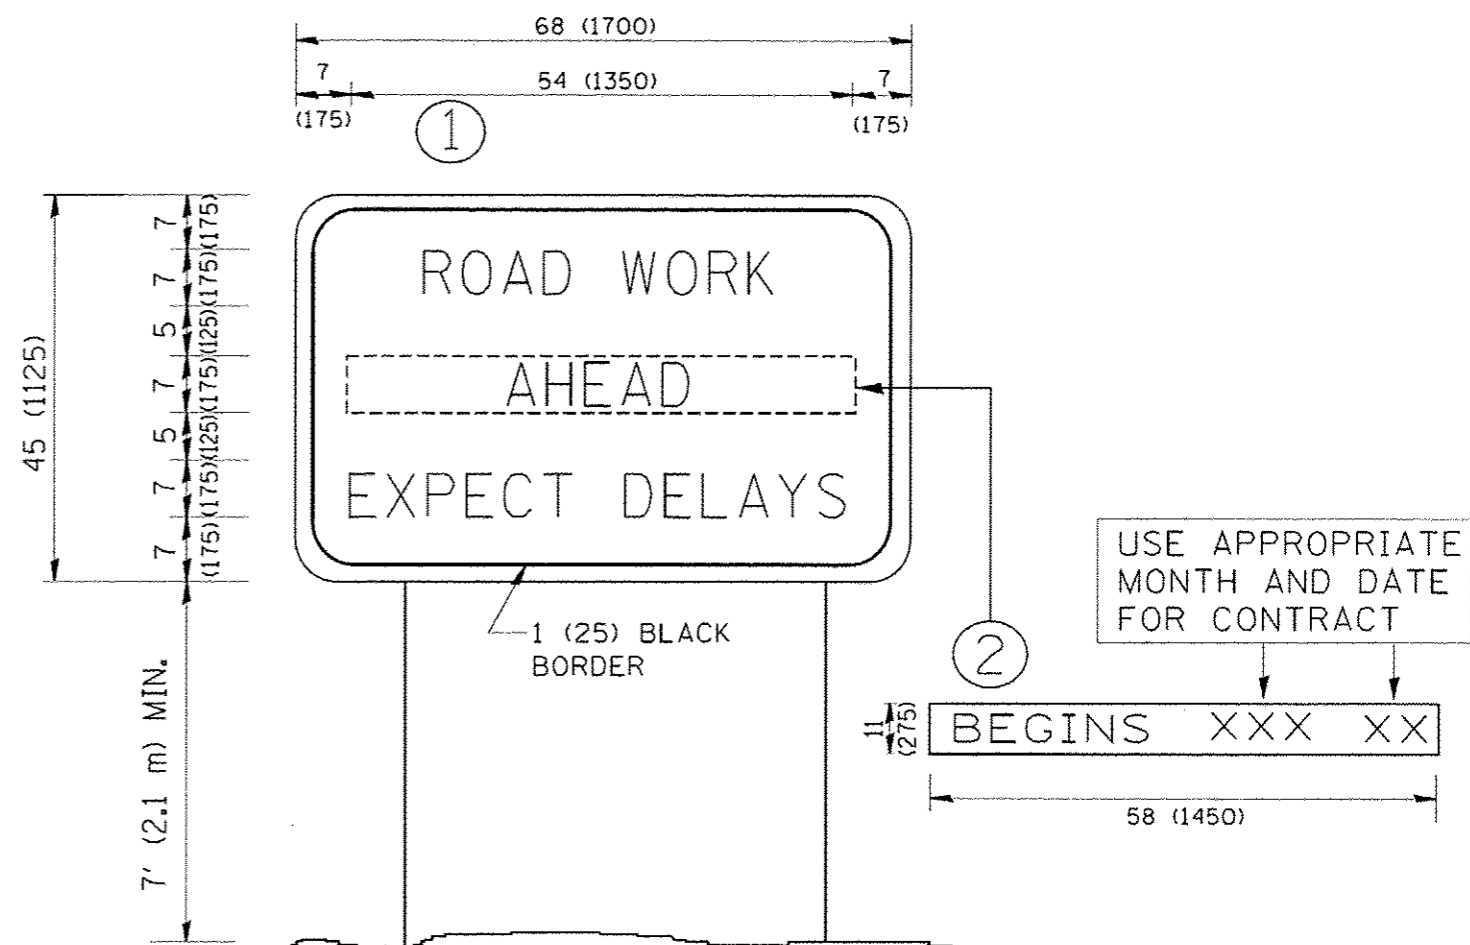 68 (1700)
7 54 (1350) 7
(175) (175)
1
7 (175)
7 (175)
5 (125)
7 (175)
5 (125)
7 (175)
7 (175)
45 (1125)
ROAD WORK
AHEAD
EXPECT DELAYS
1 (25) BLACK
BORDER
7' (2.1 m) MIN.
2
USE APPROPRIATE
MONTH AND DATE
FOR CONTRACT
11
(275)
BEGINS XXX XX
58 (1450)